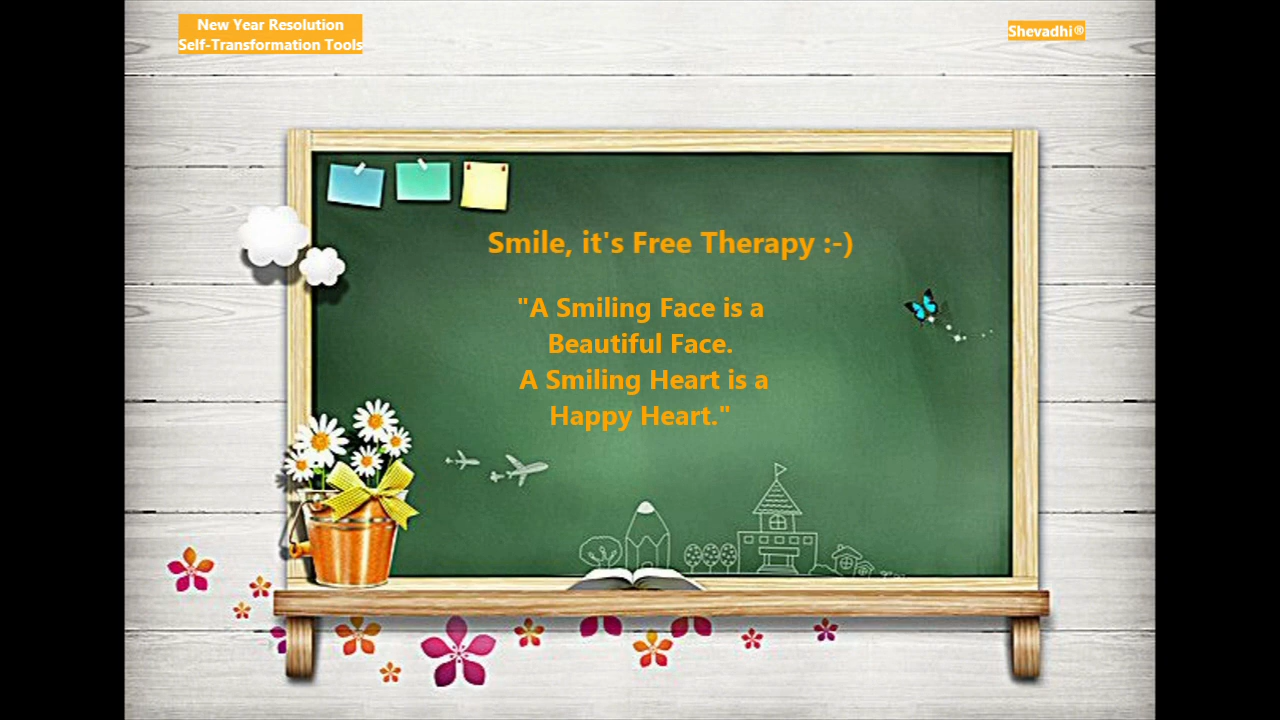 New Year Resolution
Self-Transformation Tools
Shevadhi®
Smile, it's Free Therapy :-)
"A Smiling Face is a
Beautiful Face.
A Smiling Heart is a
Happy Heart."